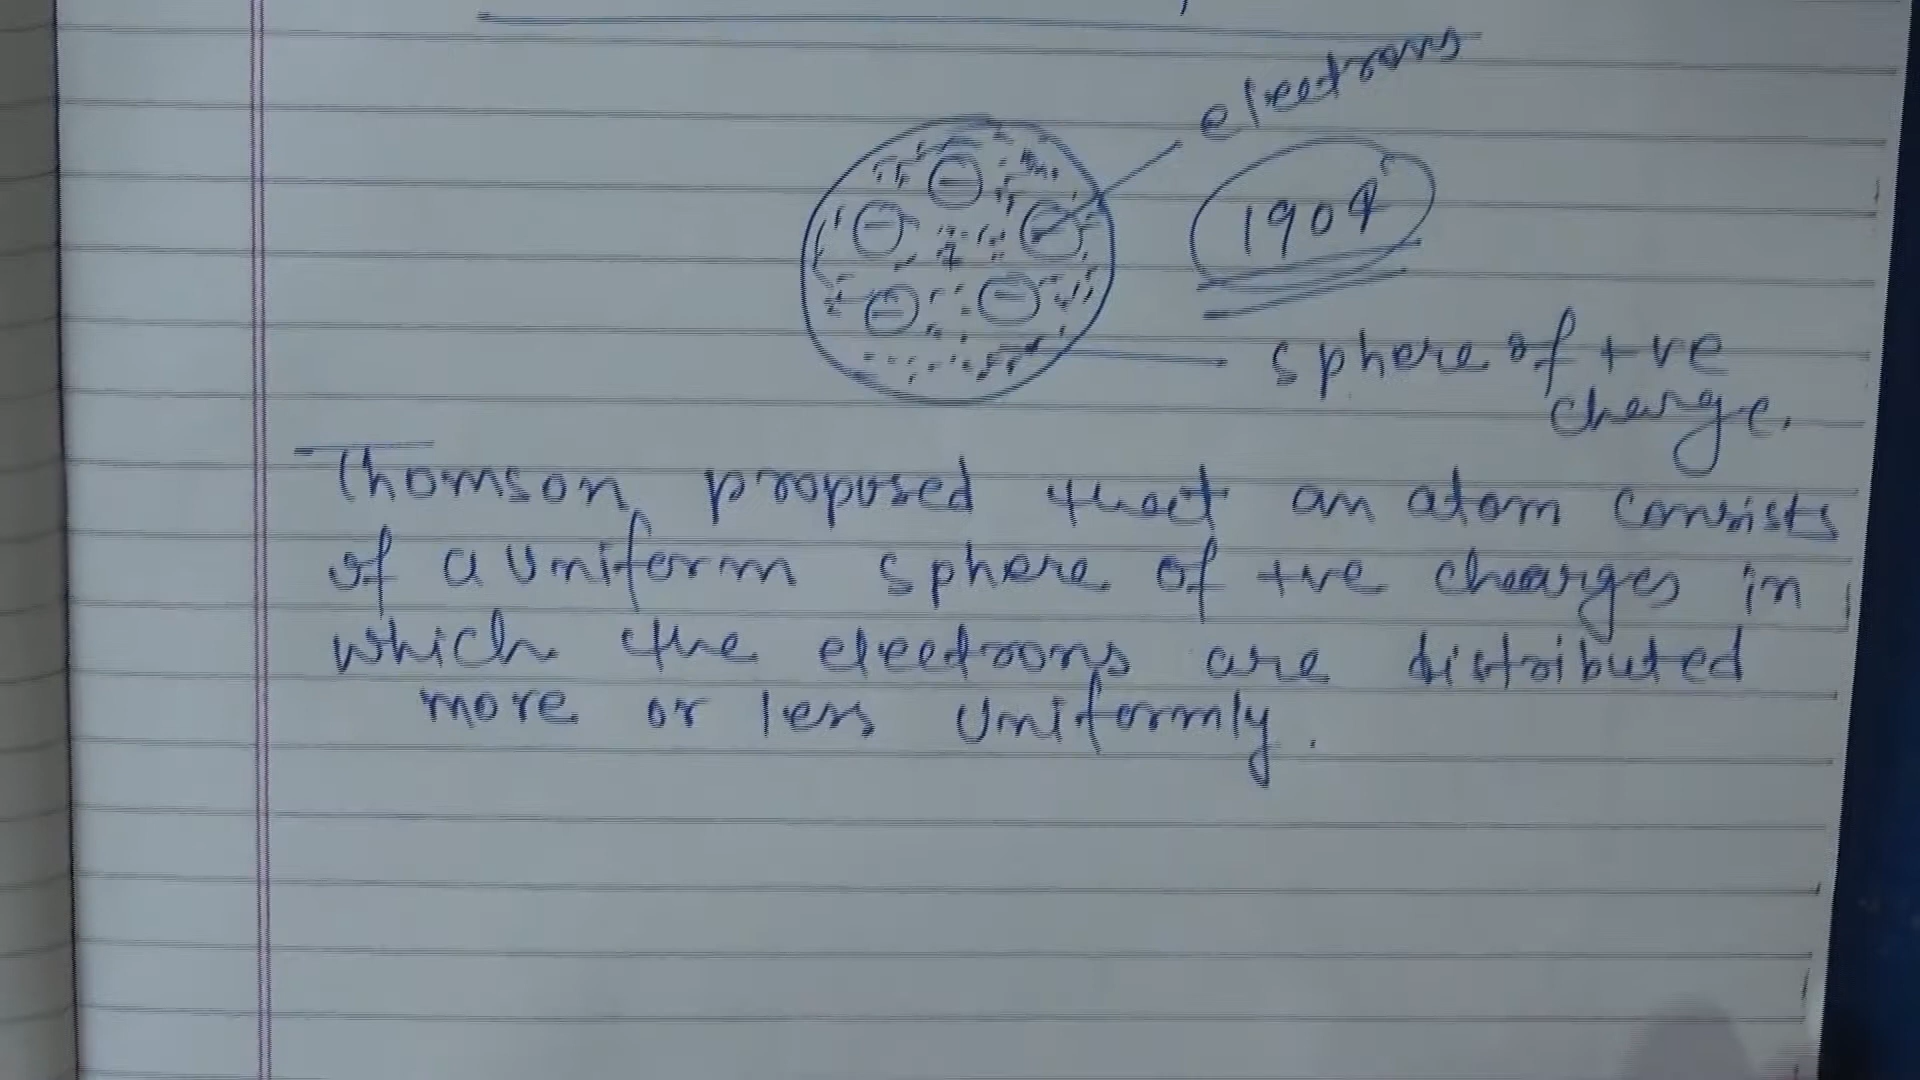 electrons
1904
sphere of +ve
charge.
Thomson proposed that an atom consists
of a uniform sphere of +ve charges in
which the electrons are distributed
more or less uniformly.